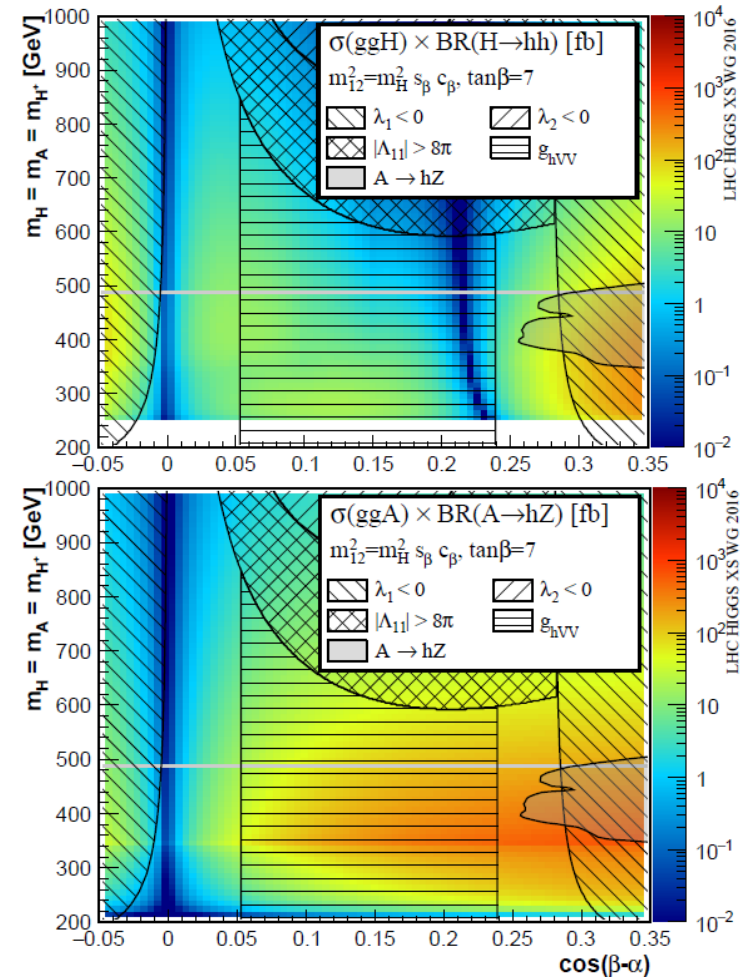 1000
900
800
700
600
500
400
300
200
m_H = m_A = m_H⁺ [GeV]
σ(ggH) × BR(H→hh) [fb]
m²₁₂=m²_H s_β c_β, tanβ=7
λ₁ < 0 λ₂ < 0
|Λ₁₁| > 8π g_hVV
A → hZ
−0.05 0 0.05 0.1 0.15 0.2 0.25 0.3 0.35
10⁴
10³
10²
10
1
10⁻¹
10⁻²
LHC HIGGS XS WG 2016
1000
900
800
700
600
500
400
300
200
m_H = m_A = m_H⁺ [GeV]
σ(ggA) × BR(A→hZ) [fb]
m²₁₂=m²_H s_β c_β, tanβ=7
λ₁ < 0 λ₂ < 0
|Λ₁₁| > 8π g_hVV
A → hZ
−0.05 0 0.05 0.1 0.15 0.2 0.25 0.3 0.35
cos(β-α)
10⁴
10³
10²
10
1
10⁻¹
10⁻²
LHC HIGGS XS WG 2016